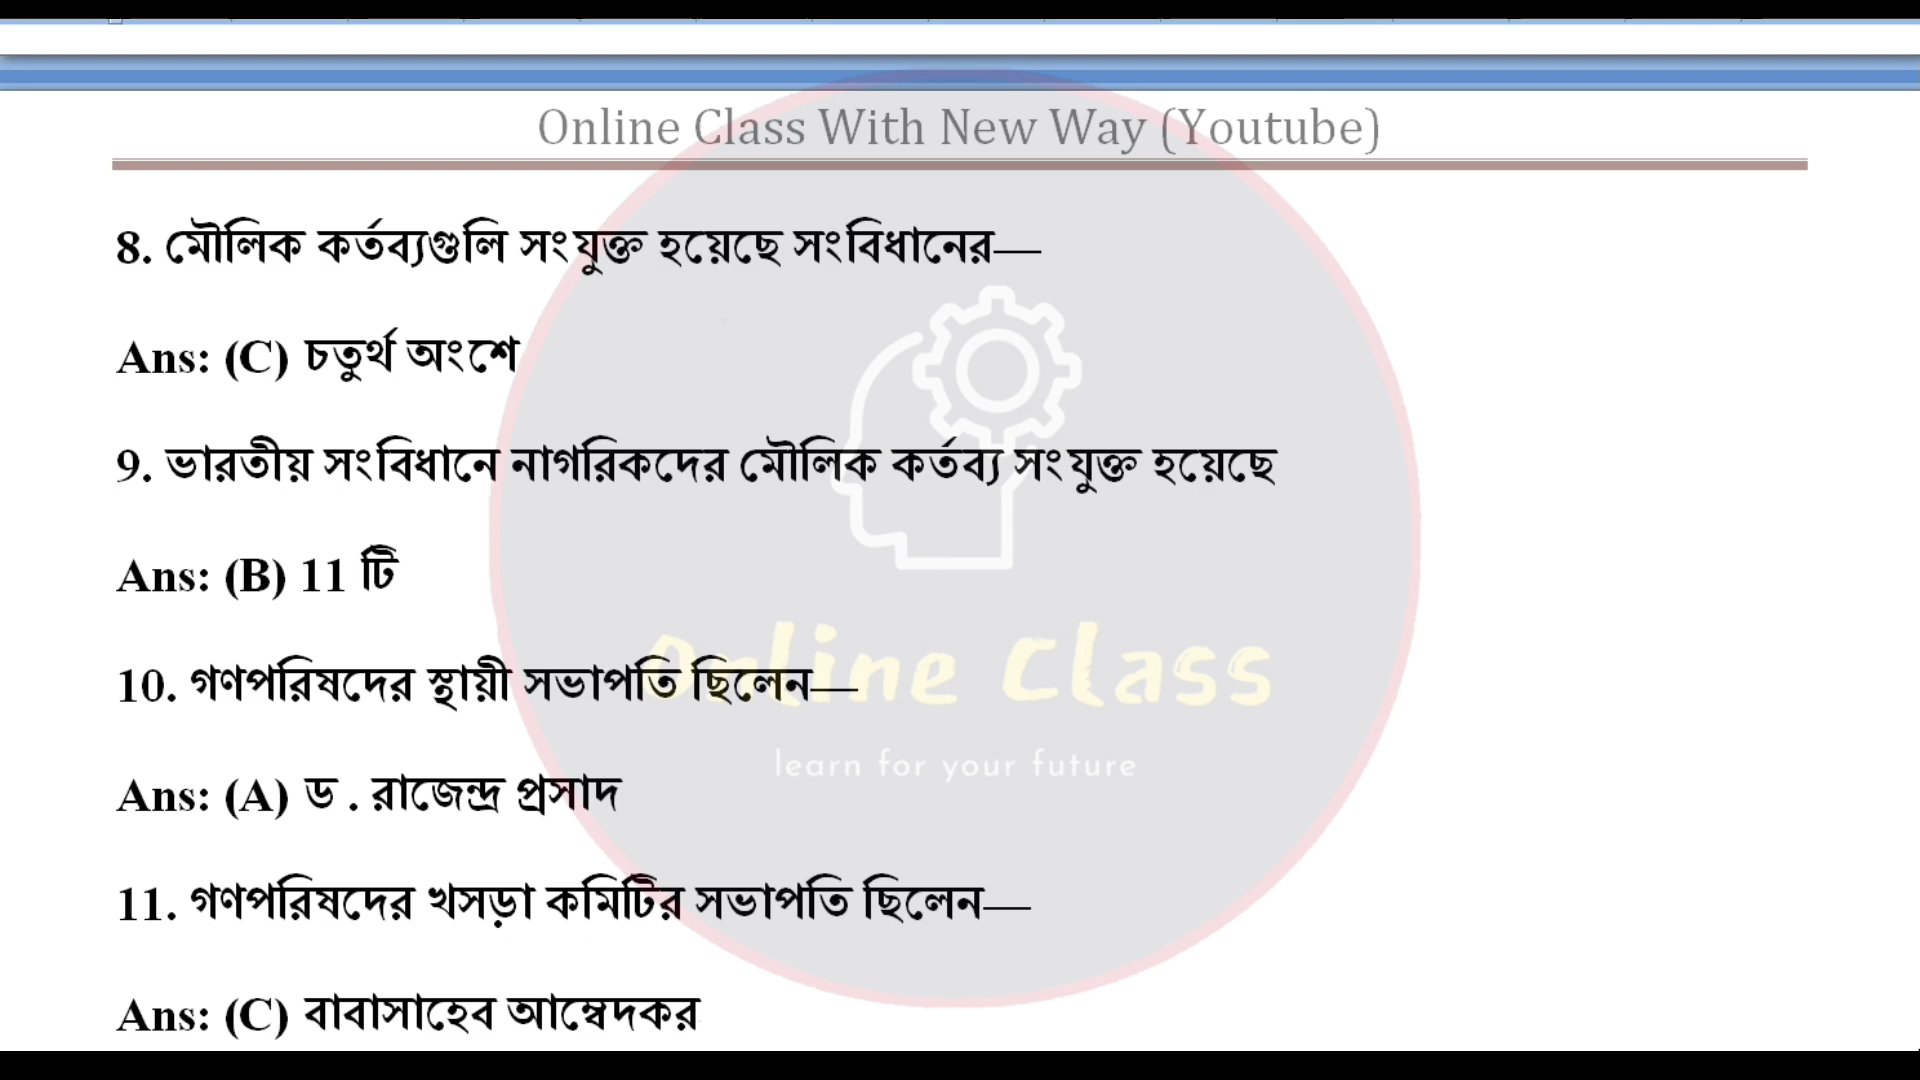 Online Class With New Way (Youtube)
8. মৌলিক কর্তব্যগুলি সংযুক্ত হয়েছে সংবিধানের—
Ans: (C) চতুর্থ অংশে
9. ভারতীয় সংবিধানে নাগরিকদের মৌলিক কর্তব্য সংযুক্ত হয়েছে
Ans: (B) 11 টি
10. গণপরিষদের স্থায়ী সভাপতি ছিলেন—
Online Class
learn for your future
Ans: (A) ড . রাজেন্দ্র প্রসাদ
11. গণপরিষদের খসড়া কমিটির সভাপতি ছিলেন—
Ans: (C) বাবাসাহেব আম্বেদকর